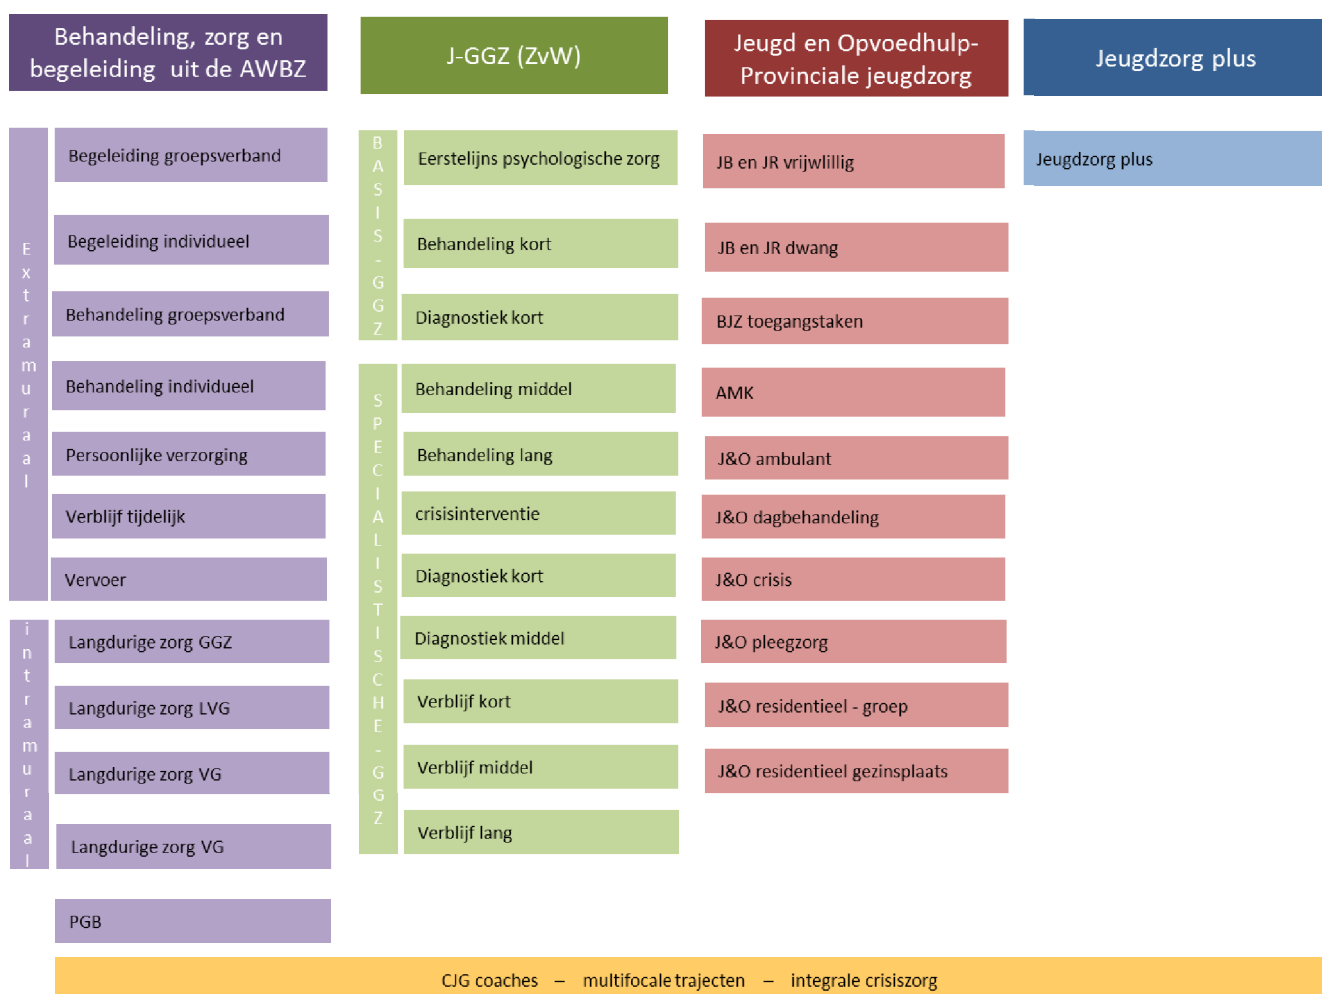 Behandeling, zorg en
begeleiding uit de AWBZ
Extramuraal
Begeleiding groepsverband
Begeleiding individueel
Behandeling groepsverband
Behandeling individueel
Persoonlijke verzorging
Verblijf tijdelijk
Vervoer
intramuraal
Langdurige zorg GGZ
Langdurige zorg LVG
Langdurige zorg VG
Langdurige zorg VG
PGB
J-GGZ (ZvW)
BASIS-GGZ
Eerstelijns psychologische zorg
Behandeling kort
Diagnostiek kort
SPECIALISTISCHE-GGZ
Behandeling middel
Behandeling lang
crisisinterventie
Diagnostiek kort
Diagnostiek middel
Verblijf kort
Verblijf middel
Verblijf lang
Jeugd en Opvoedhulp-
Provinciale jeugdzorg
JB en JR vrijwlillig
JB en JR dwang
BJZ toegangstaken
AMK
J&O ambulant
J&O dagbehandeling
J&O crisis
J&O pleegzorg
J&O residentieel - groep
J&O residentieel gezinsplaats
Jeugdzorg plus
Jeugdzorg plus
CJG coaches – multifocale trajecten – integrale crisiszorg